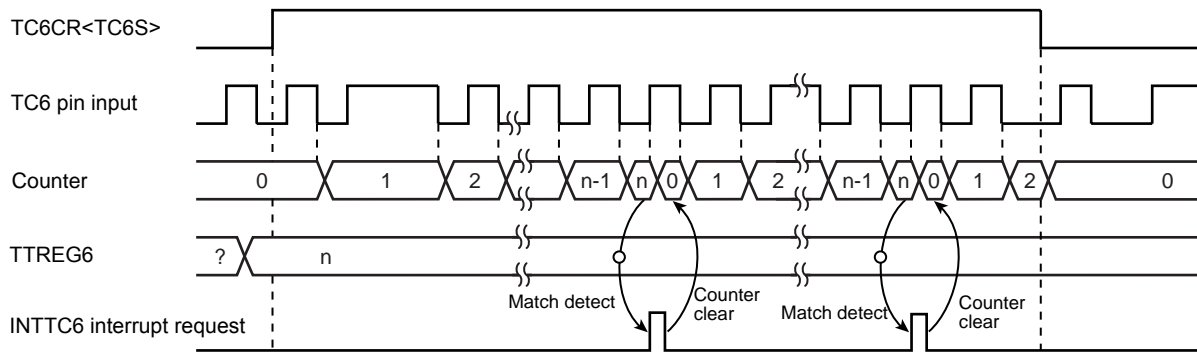 TC6CR<TC6S>
TC6 pin input
Counter 0 1 2 n-1 n 0 1 2 n-1 n 0 1 2 0
TTREG6 ? n
Match detect Counter clear Match detect Counter clear
INTTC6 interrupt request